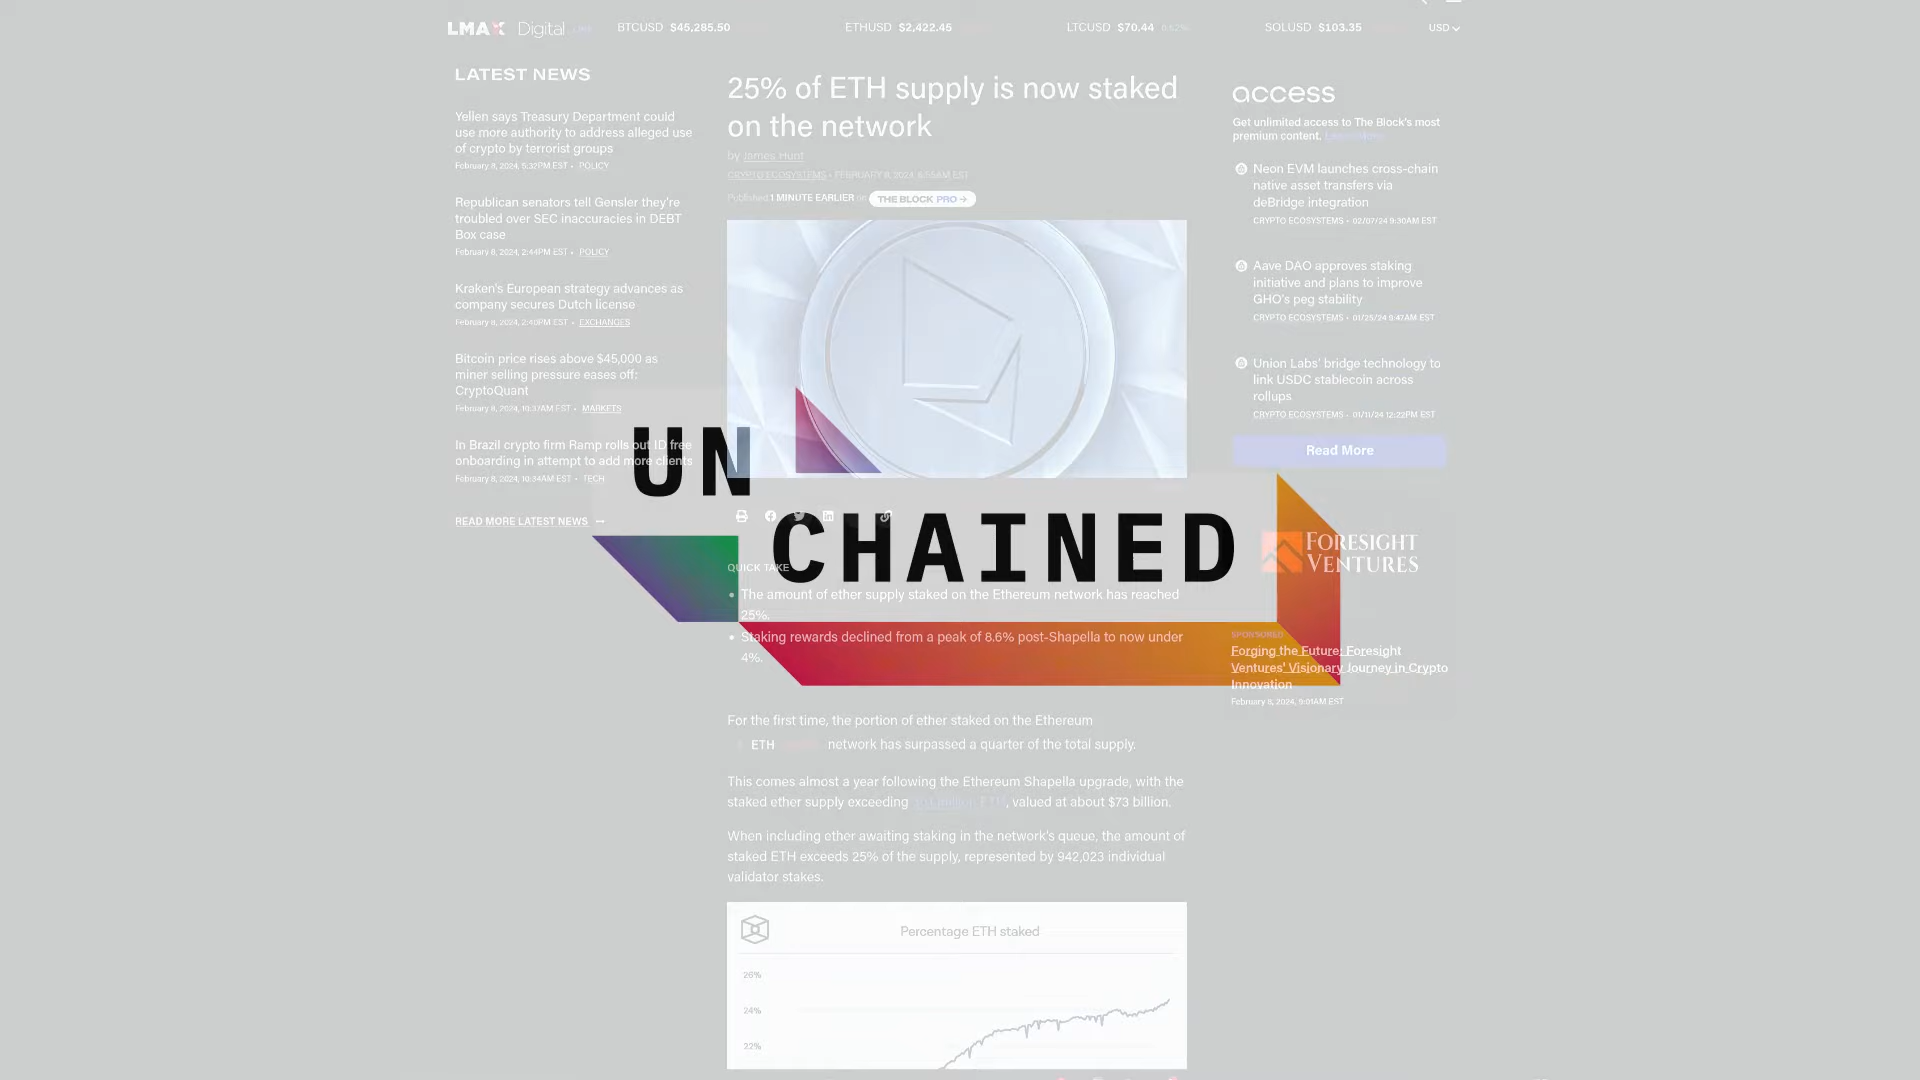 LMAX Digital
BTCUSD $45,285.50
ETHUSD $2,422.45
LTCUSD $70.44 0.52%
SOLUSD $103.35
USD
LATEST NEWS
Yellen says Treasury Department could
use more authority to address alleged use
of crypto by terrorist groups
February 8, 2024, 5:32PM EST • POLICY
Republican senators tell Gensler they're
troubled over SEC inaccuracies in DEBT
Box case
February 8, 2024, 2:44PM EST • POLICY
Kraken's European strategy advances as
company secures Dutch license
February 8, 2024, 2:40PM EST • EXCHANGES
Bitcoin price rises above $45,000 as
miner selling pressure eases off:
CryptoQuant
February 8, 2024, 10:37AM EST • MARKETS
In Brazil crypto firm Ramp rolls out ID free
onboarding in attempt to add more clients
February 8, 2024, 10:34AM EST • TECH
READ MORE LATEST NEWS
25% of ETH supply is now staked
on the network
by James Hunt
CRYPTO ECOSYSTEMS • FEBRUARY 8, 2024, 6:55AM EST
Published 1 MINUTE EARLIER on THE BLOCK PRO →
UN
CHAINED
QUICK TAKE
• The amount of ether supply staked on the Ethereum network has reached
25%.
• Staking rewards declined from a peak of 8.6% post-Shapella to now under
4%.
For the first time, the portion of ether staked on the Ethereum
ETH network has surpassed a quarter of the total supply.
This comes almost a year following the Ethereum Shapella upgrade, with the
staked ether supply exceeding , valued at about $73 billion.
When including ether awaiting staking in the network's queue, the amount of
staked ETH exceeds 25% of the supply, represented by 942,023 individual
validator stakes.
Percentage ETH staked
26%
24%
22%
access
Get unlimited access to The Block's most
premium content.
Neon EVM launches cross-chain
native asset transfers via
deBridge integration
CRYPTO ECOSYSTEMS • 02/07/24 9:30AM EST
Aave DAO approves staking
initiative and plans to improve
GHO's peg stability
CRYPTO ECOSYSTEMS • 01/25/24 8:47AM EST
Union Labs' bridge technology to
link USDC stablecoin across
rollups
CRYPTO ECOSYSTEMS • 01/11/24 12:22PM EST
Read More
FORESIGHT
VENTURES
SPONSORED
Forging the Future: Foresight
Ventures' Visionary Journey in Crypto
Innovation
February 8, 2024, 9:01AM EST